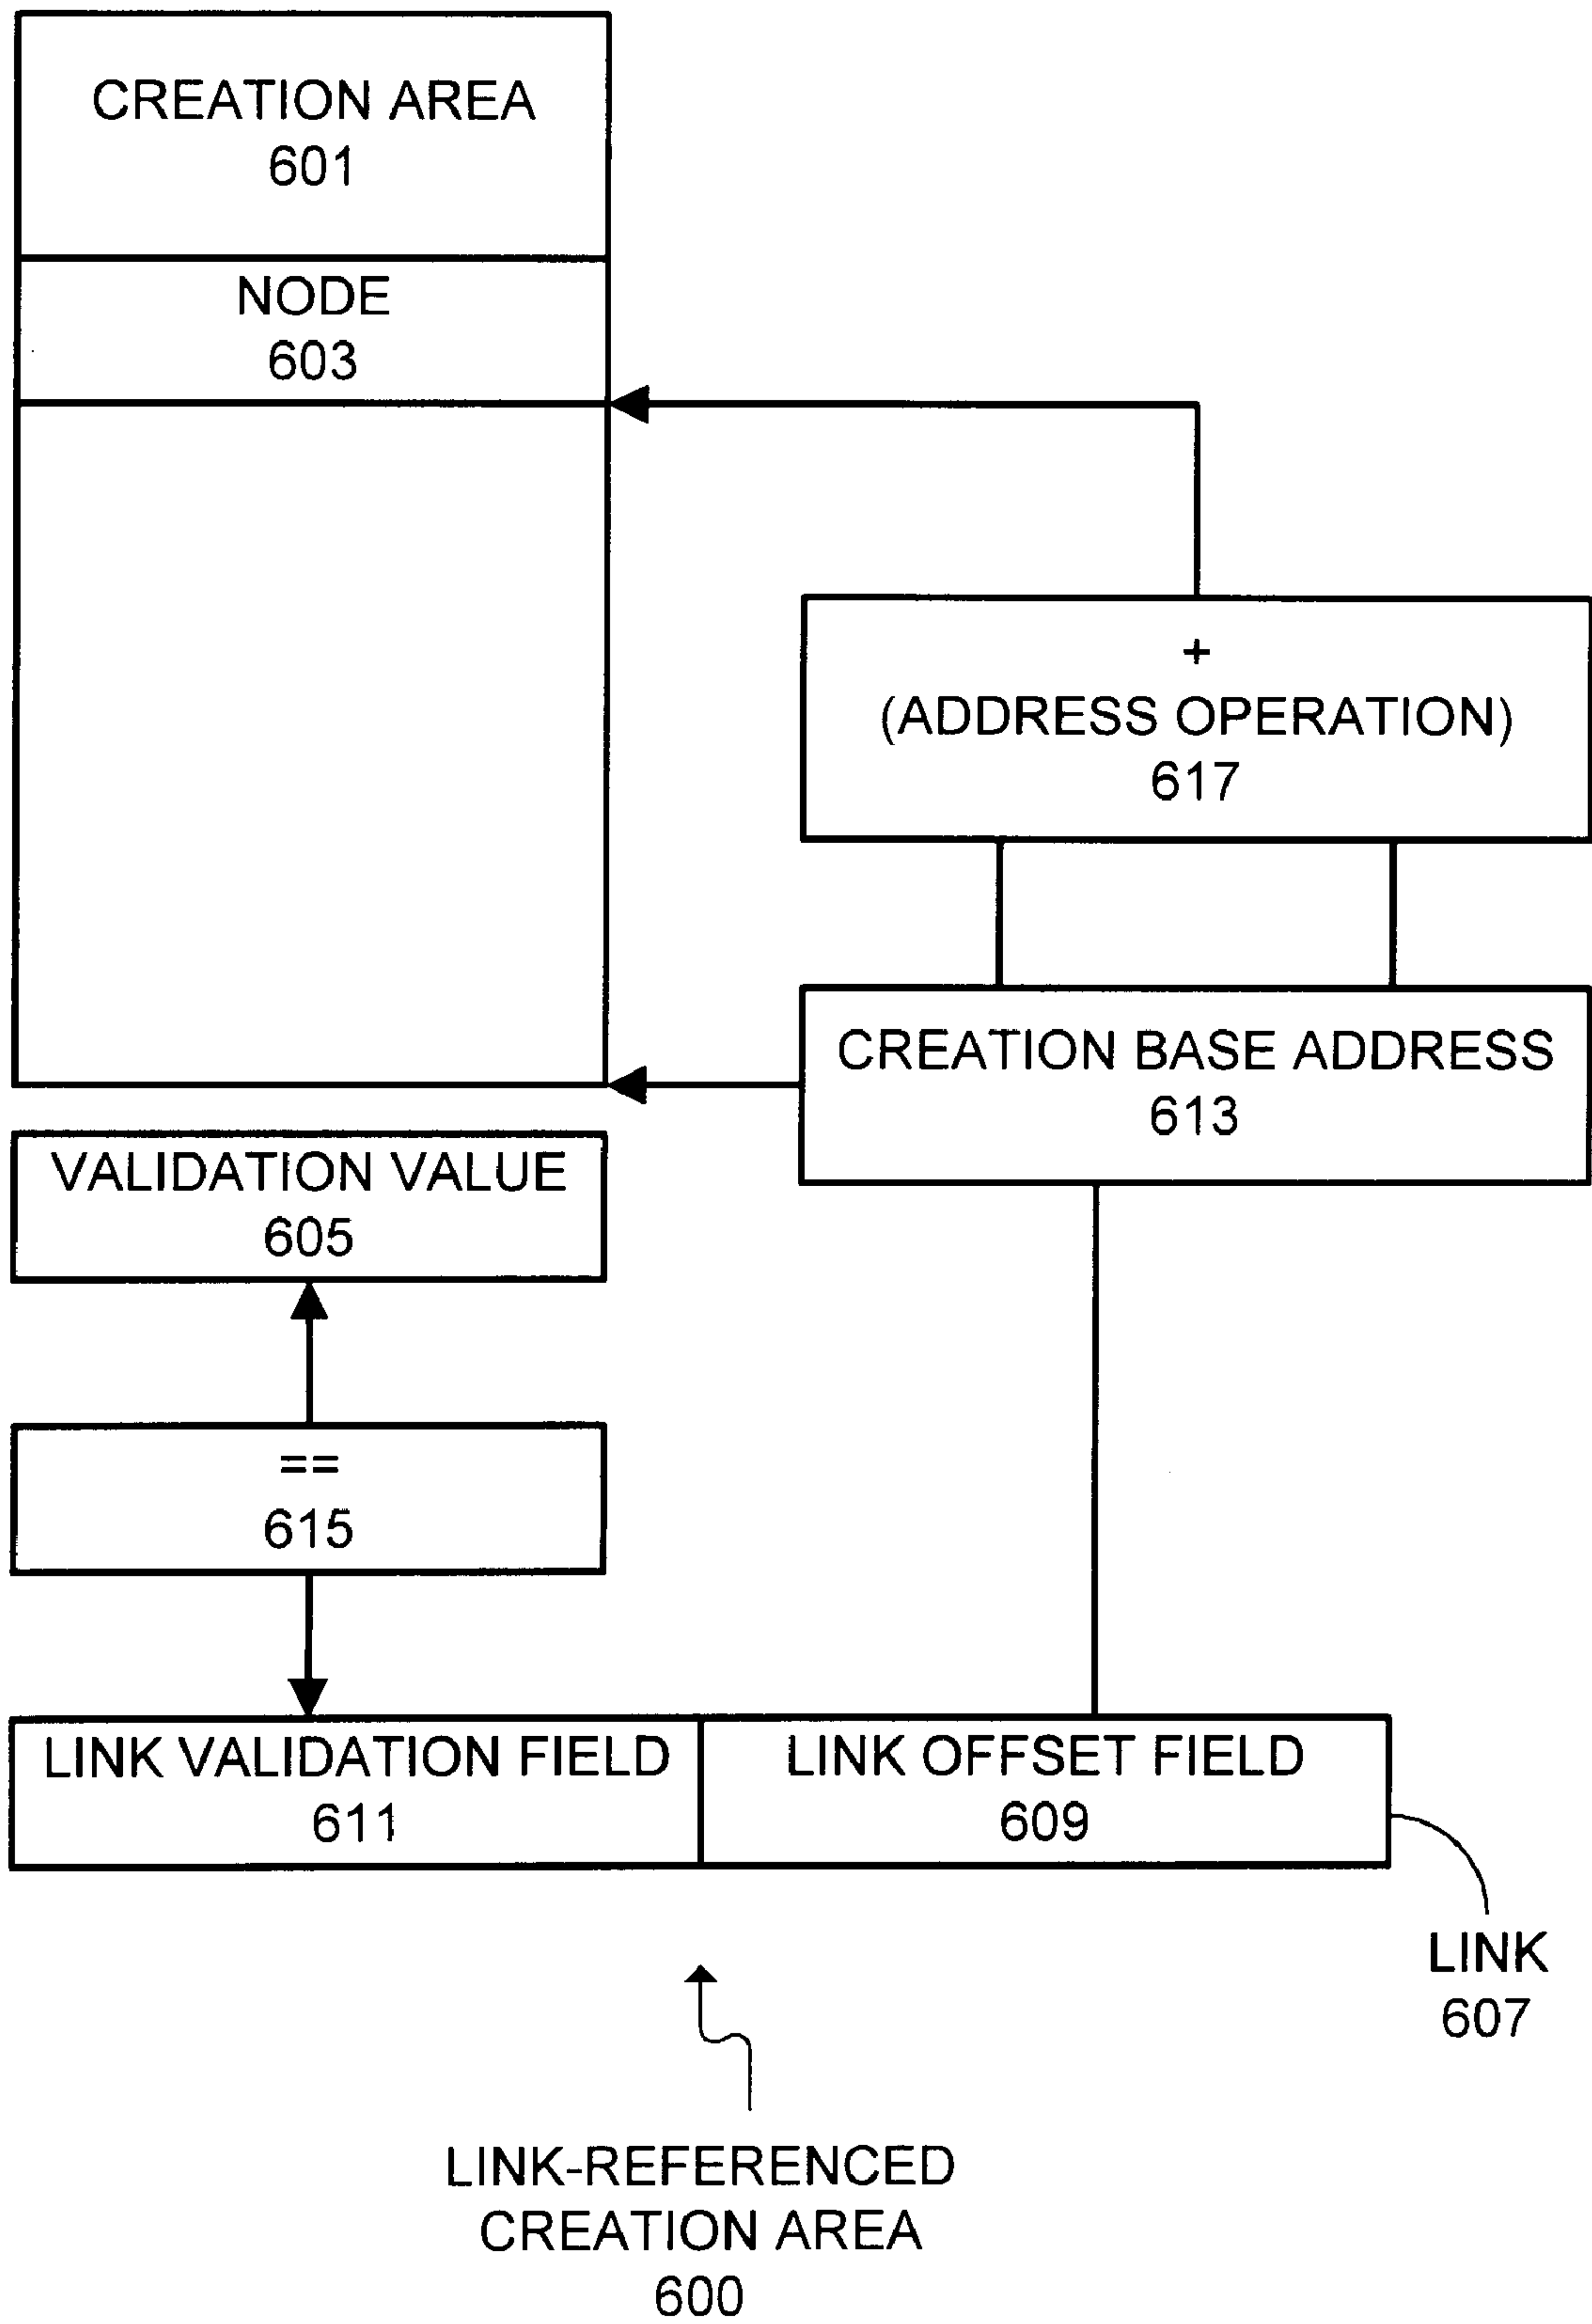 CREATION AREA
601
NODE
603
+
(ADDRESS OPERATION)
617
CREATION BASE ADDRESS
613
VALIDATION VALUE
605
==
615
LINK VALIDATION FIELD
611
LINK OFFSET FIELD
609
LINK
607
LINK-REFERENCED
CREATION AREA
600